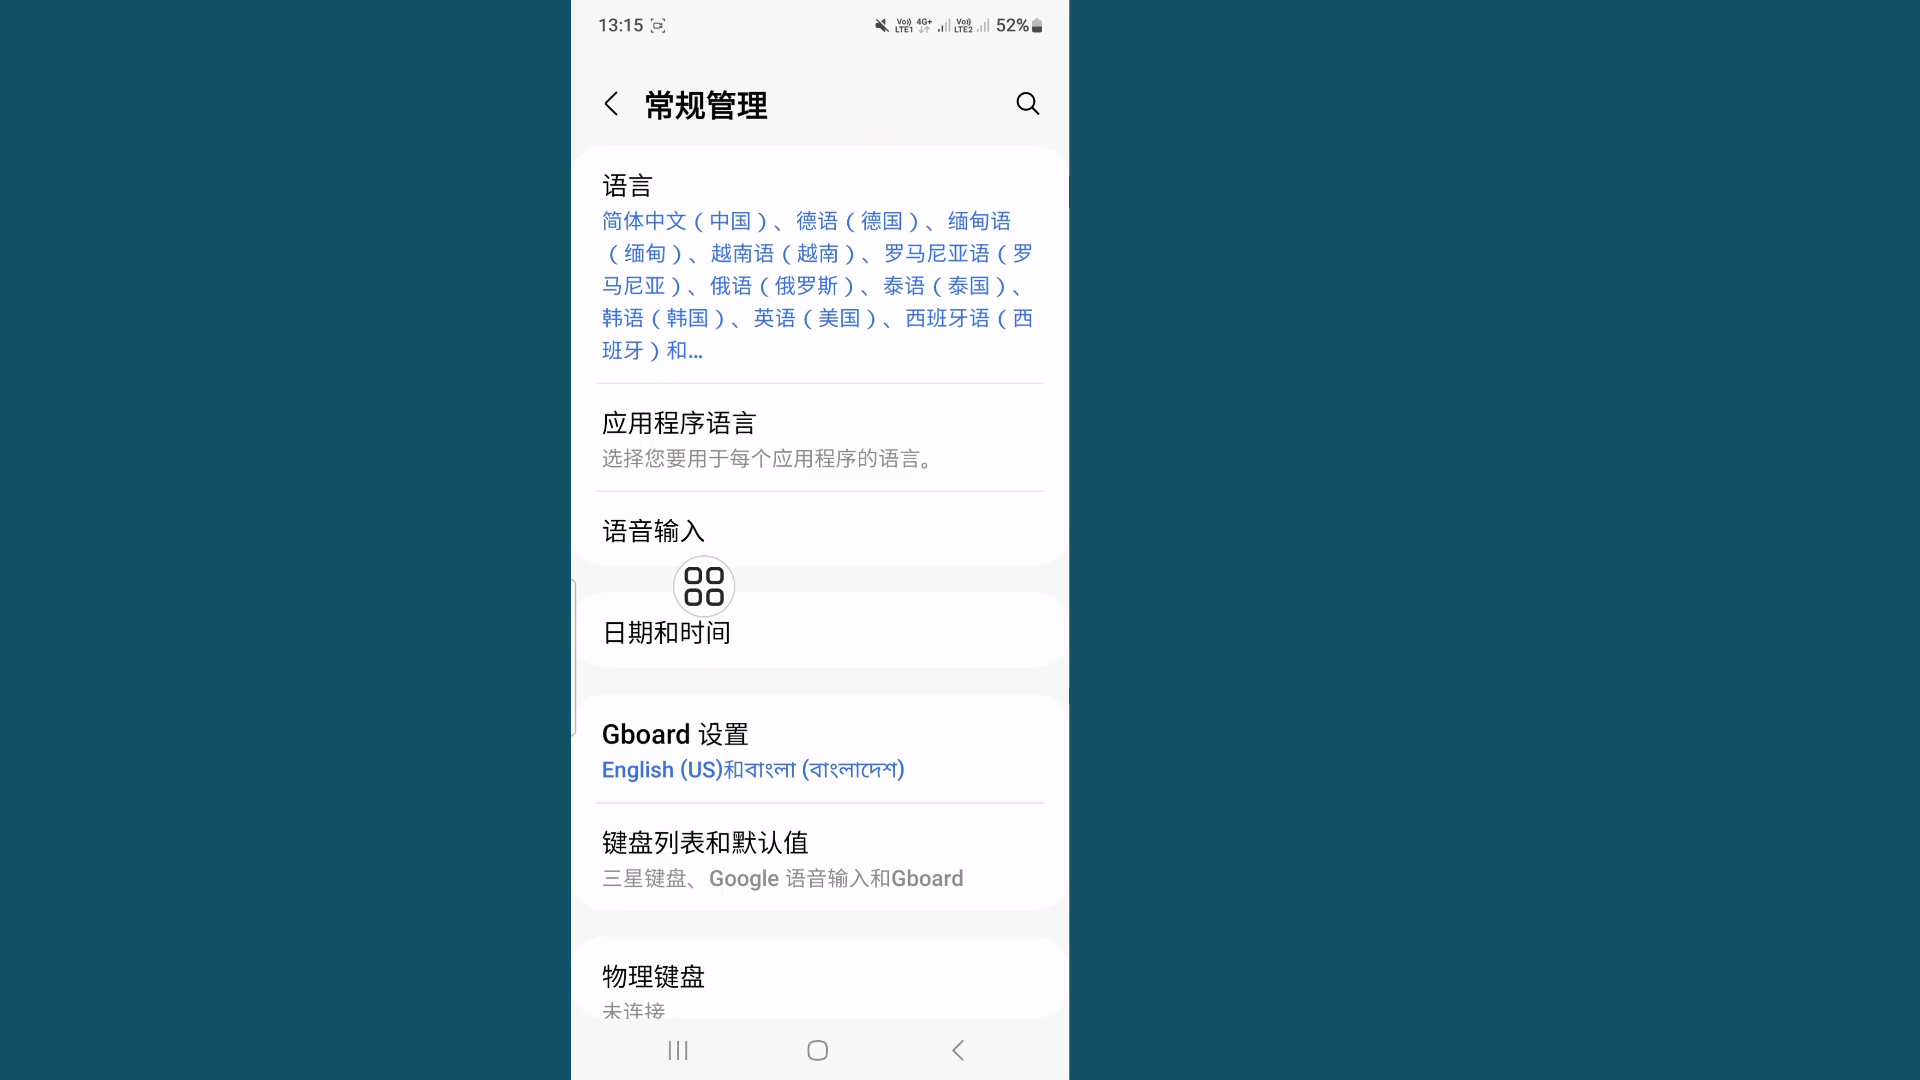 13:15
Vo)) LTE1 4G+ Vo)) LTE2 52%
常规管理
语言
简体中文（中国）、德语（德国）、缅甸语
（缅甸）、越南语（越南）、罗马尼亚语（罗
马尼亚）、俄语（俄罗斯）、泰语（泰国）、
韩语（韩国）、英语（美国）、西班牙语（西
班牙）和...
应用程序语言
选择您要用于每个应用程序的语言。
语音输入
日期和时间
Gboard 设置
English (US)和বাংলা (বাংলাদেশ)
键盘列表和默认值
三星键盘、Google 语音输入和Gboard
物理键盘
未连接